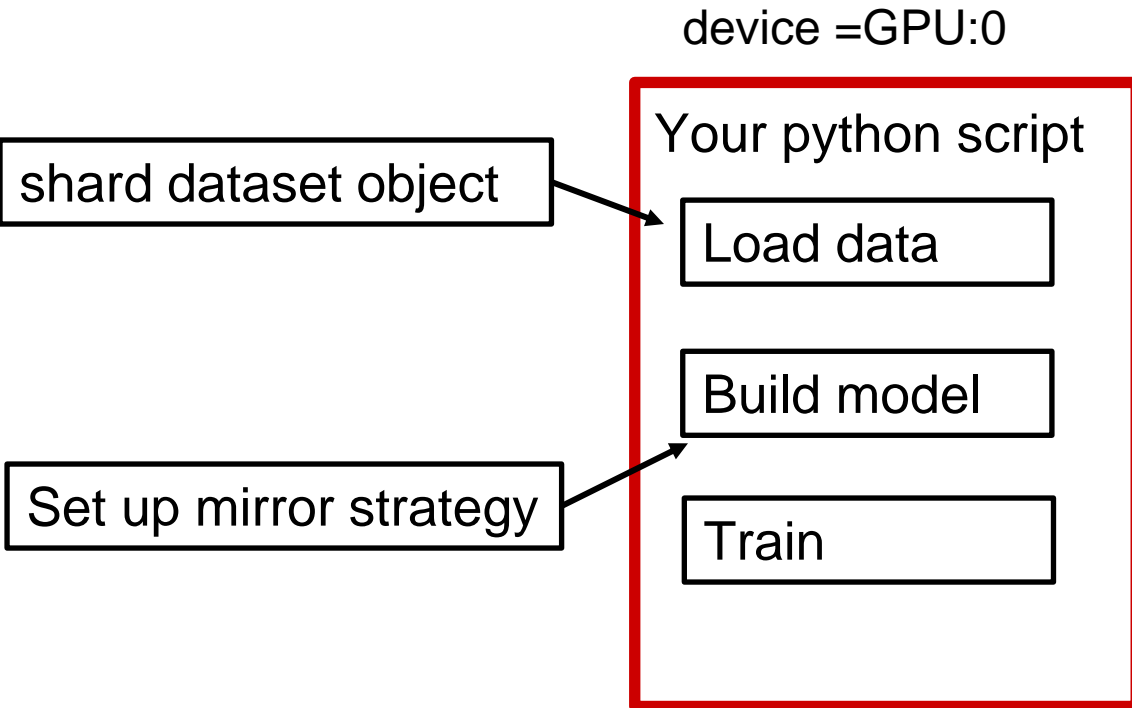 device =GPU:0
Your python script
shard dataset object
Load data
Build model
Set up mirror strategy
Train